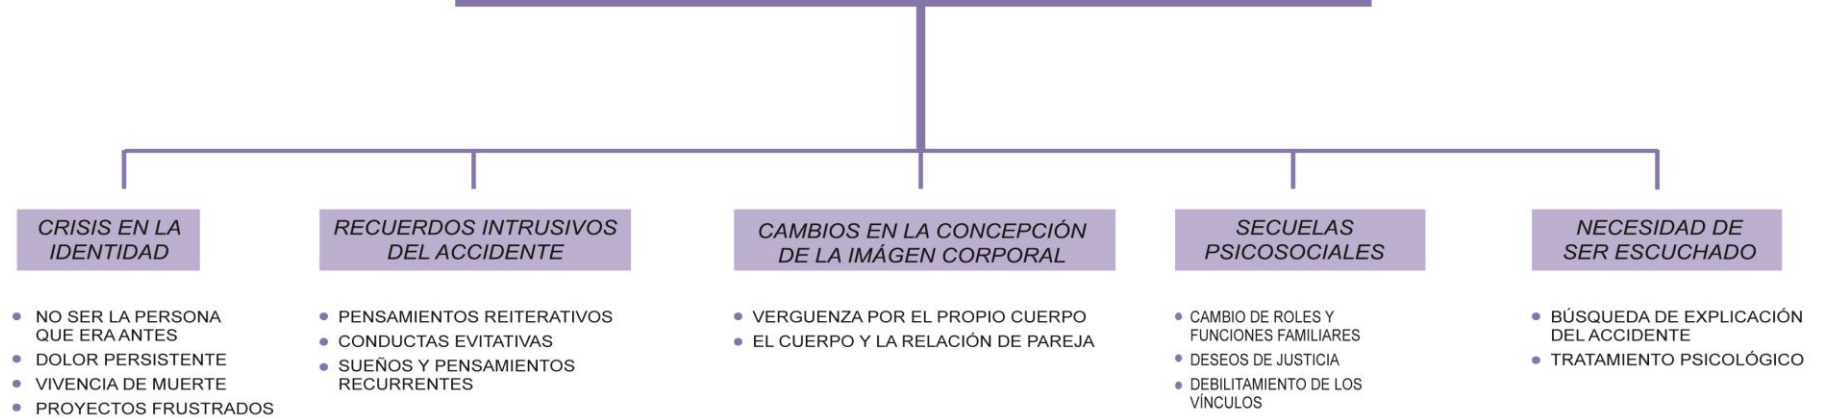 CRISIS EN LA
IDENTIDAD
NO SER LA PERSONA
QUE ERA ANTES
DOLOR PERSISTENTE
VIVENCIA DE MUERTE
PROYECTOS FRUSTRADOS
RECUERDOS INTRUSIVOS
DEL ACCIDENTE
PENSAMIENTOS REITERATIVOS
CONDUCTAS EVITATIVAS
SUEÑOS Y PENSAMIENTOS
RECURRENTES
CAMBIOS EN LA CONCEPCIÓN
DE LA IMÁGEN CORPORAL
VERGUENZA POR EL PROPIO CUERPO
EL CUERPO Y LA RELACIÓN DE PAREJA
SECUELAS
PSICOSOCIALES
CAMBIO DE ROLES Y
FUNCIONES FAMILIARES
DESEOS DE JUSTICIA
DEBILITAMIENTO DE LOS
VÍNCULOS
NECESIDAD DE
SER ESCUCHADO
BÚSQUEDA DE EXPLICACIÓN
DEL ACCIDENTE
TRATAMIENTO PSICOLÓGICO